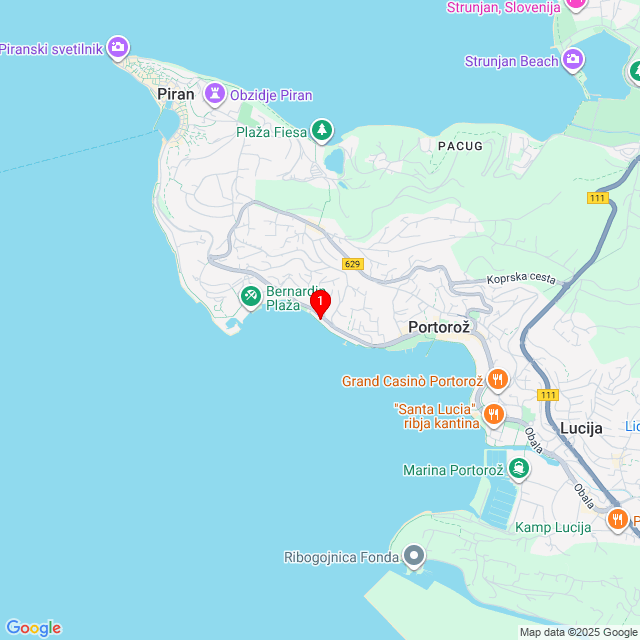 Strunjan, Slovenija
Piranski svetilnik
Strunjan Beach
Piran
Obzidje Piran
Plaža Fiesa
PACUG
111
629
Koprska cesta
Bernardin
Plaža
1
Portorož
Grand Casinò Portorož
111
"Santa Lucia"
ribja kantina
Obala
Lucija
Marina Portorož
Obala
Kamp Lucija
Ribogojnica Fonda
Google
Map data ©2025 Google